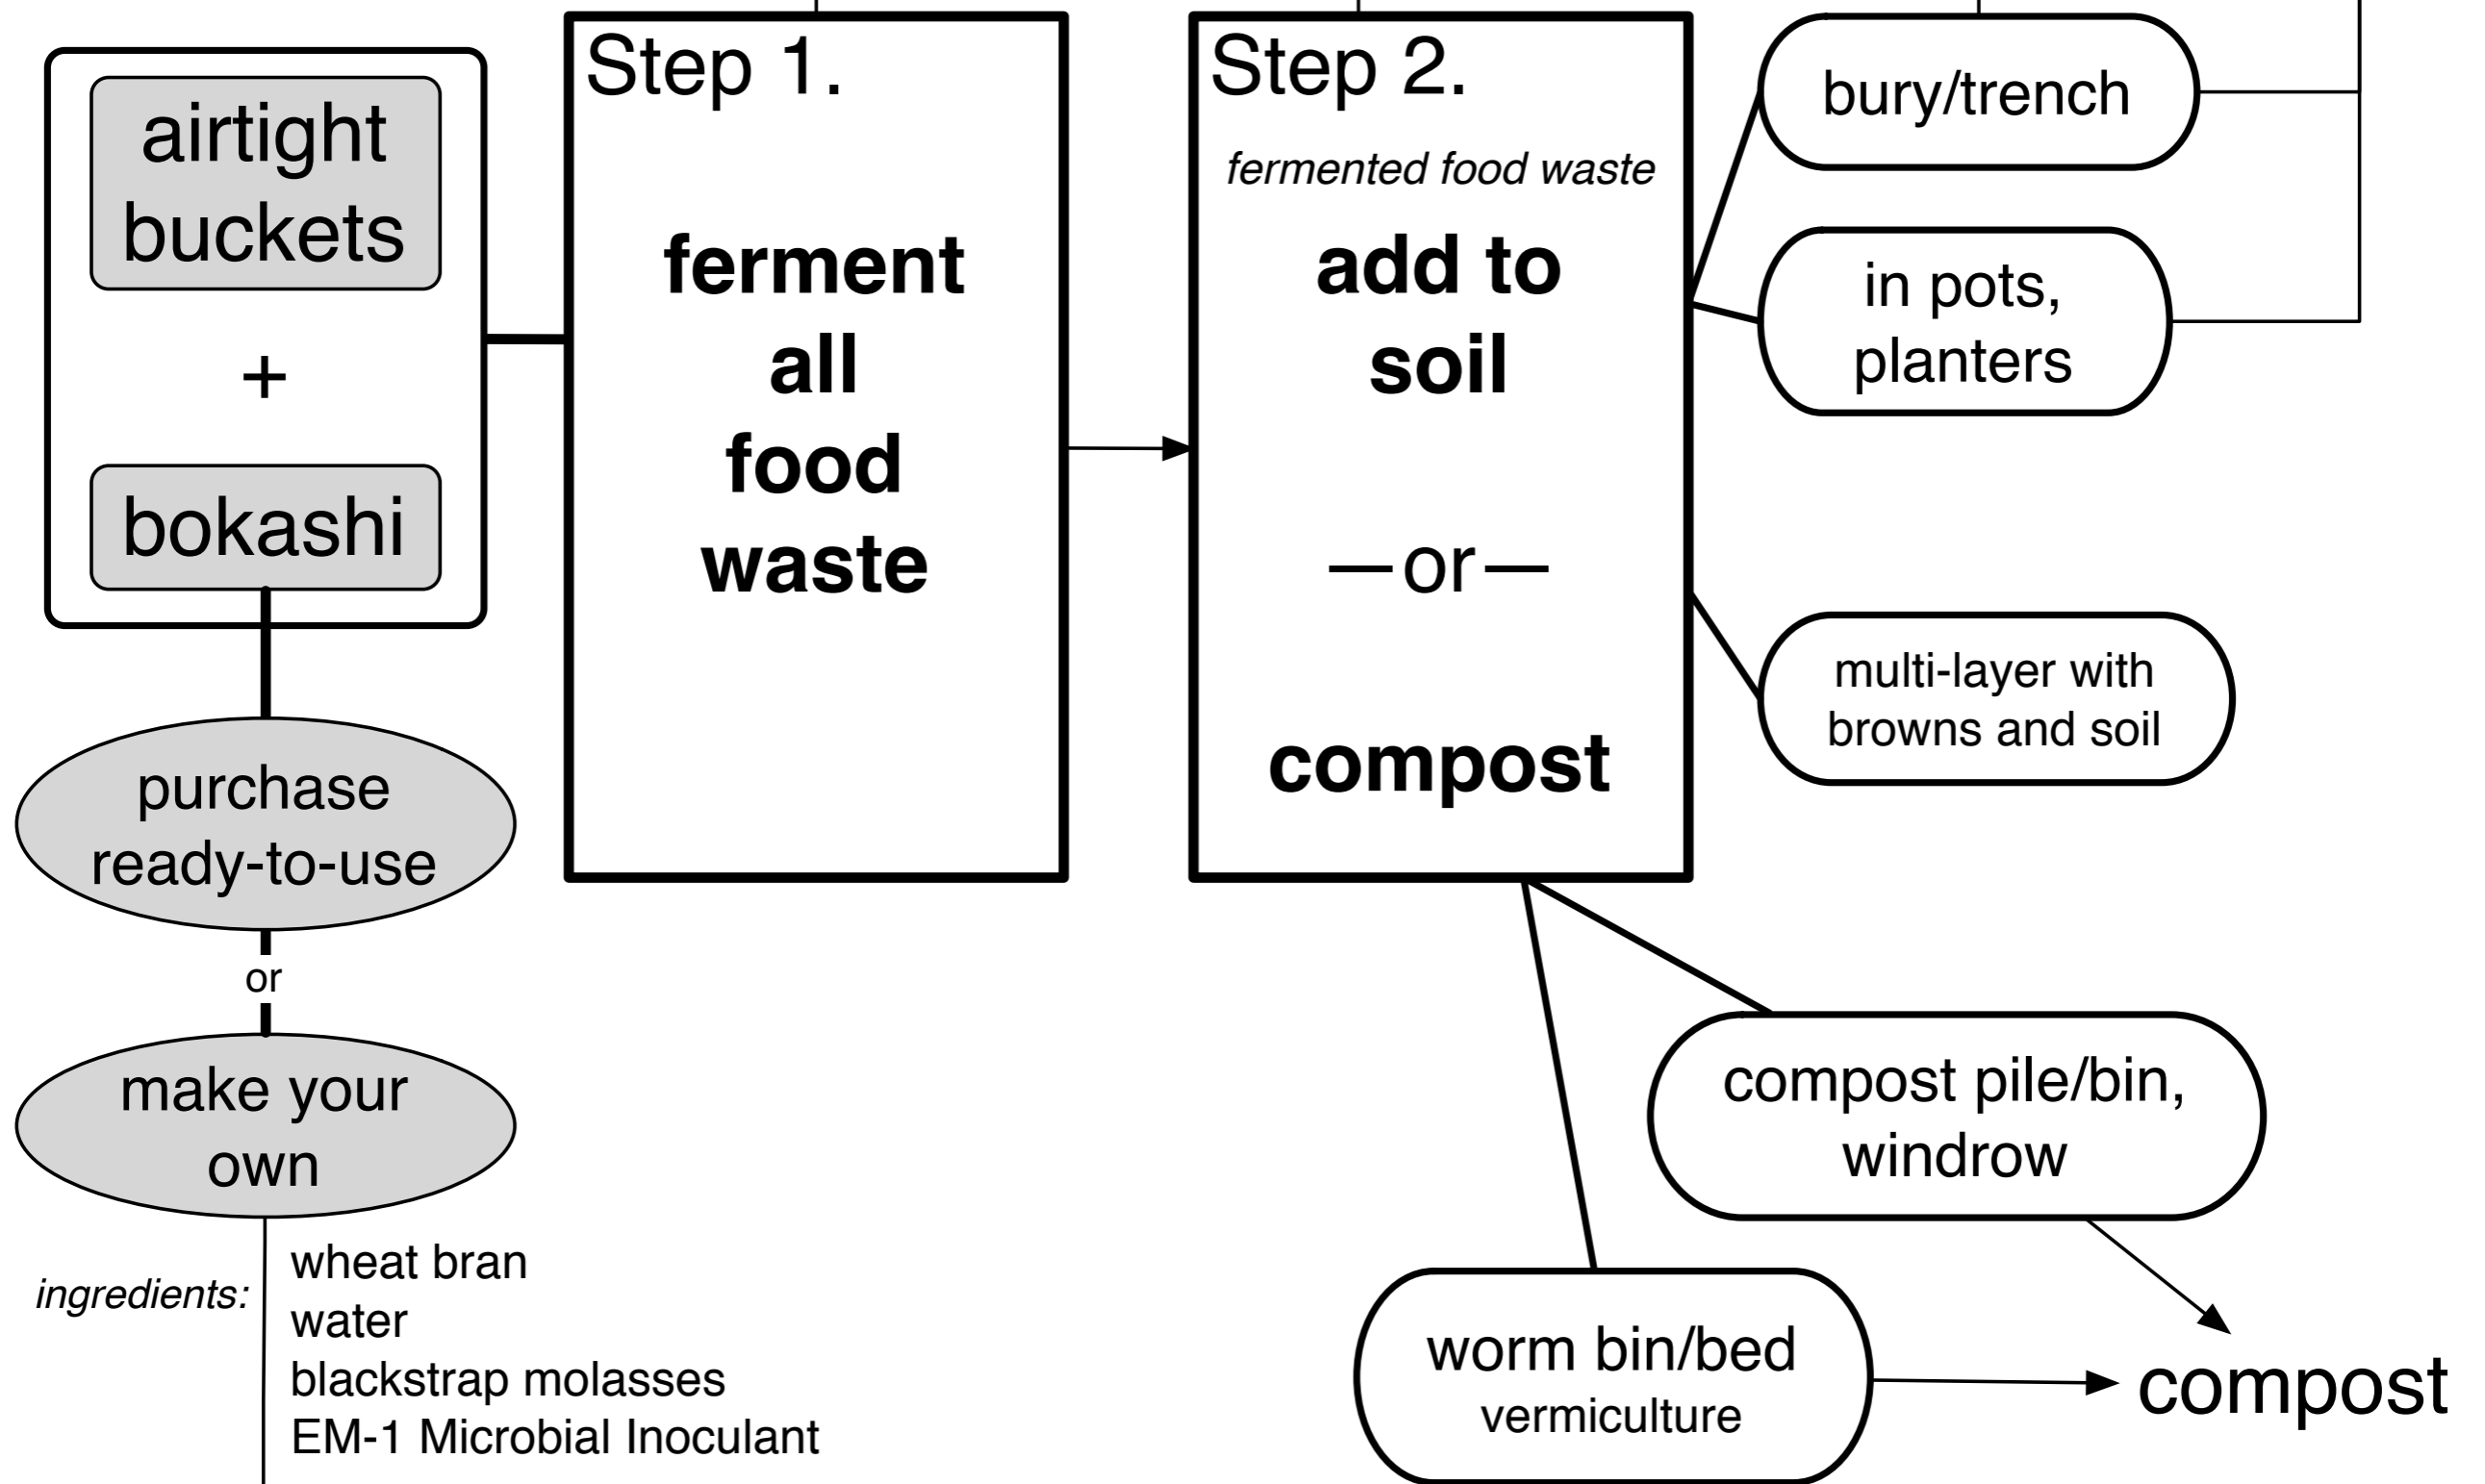 airtight
buckets
+
bokashi
purchase
ready-to-use
or
make your
own
ingredients:
wheat bran
water
blackstrap molasses
EM-1 Microbial Inoculant
Step 1.
ferment
all
food
waste
Step 2.
fermented food waste
add to
soil
—or—
compost
bury/trench
in pots,
planters
multi-layer with
browns and soil
compost pile/bin,
windrow
worm bin/bed
vermiculture
compost